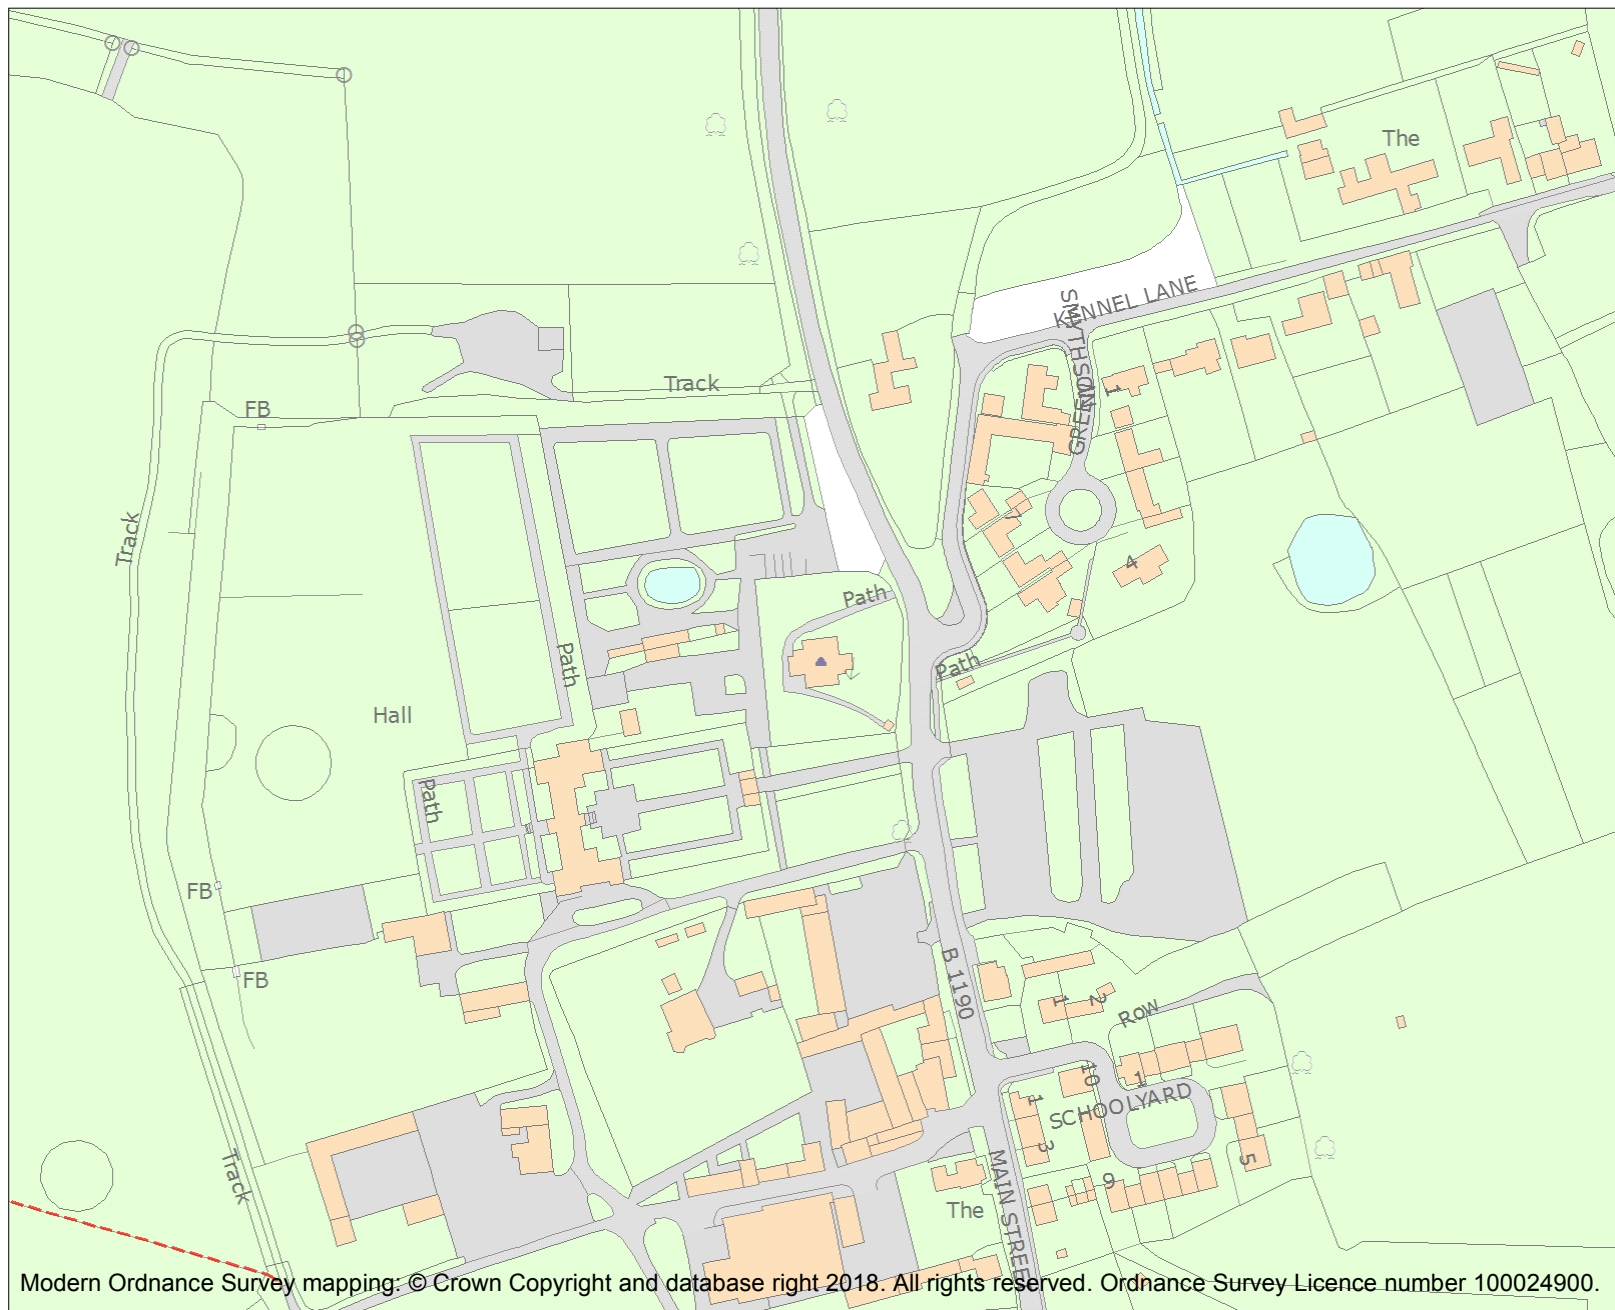 The
KENNEL LANE
SMYTHSON
GREEN
1
Track
FB
7
Track
4
Path
Path
Path
Hall
Path
FB
FB
B 1190
1
2
Row
10
1
1
SCHOOLYARD
3
5
9
Track
The
MAIN STREE
Modern Ordnance Survey mapping: © Crown Copyright and database right 2018. All rights reserved. Ordnance Survey Licence number 100024900.